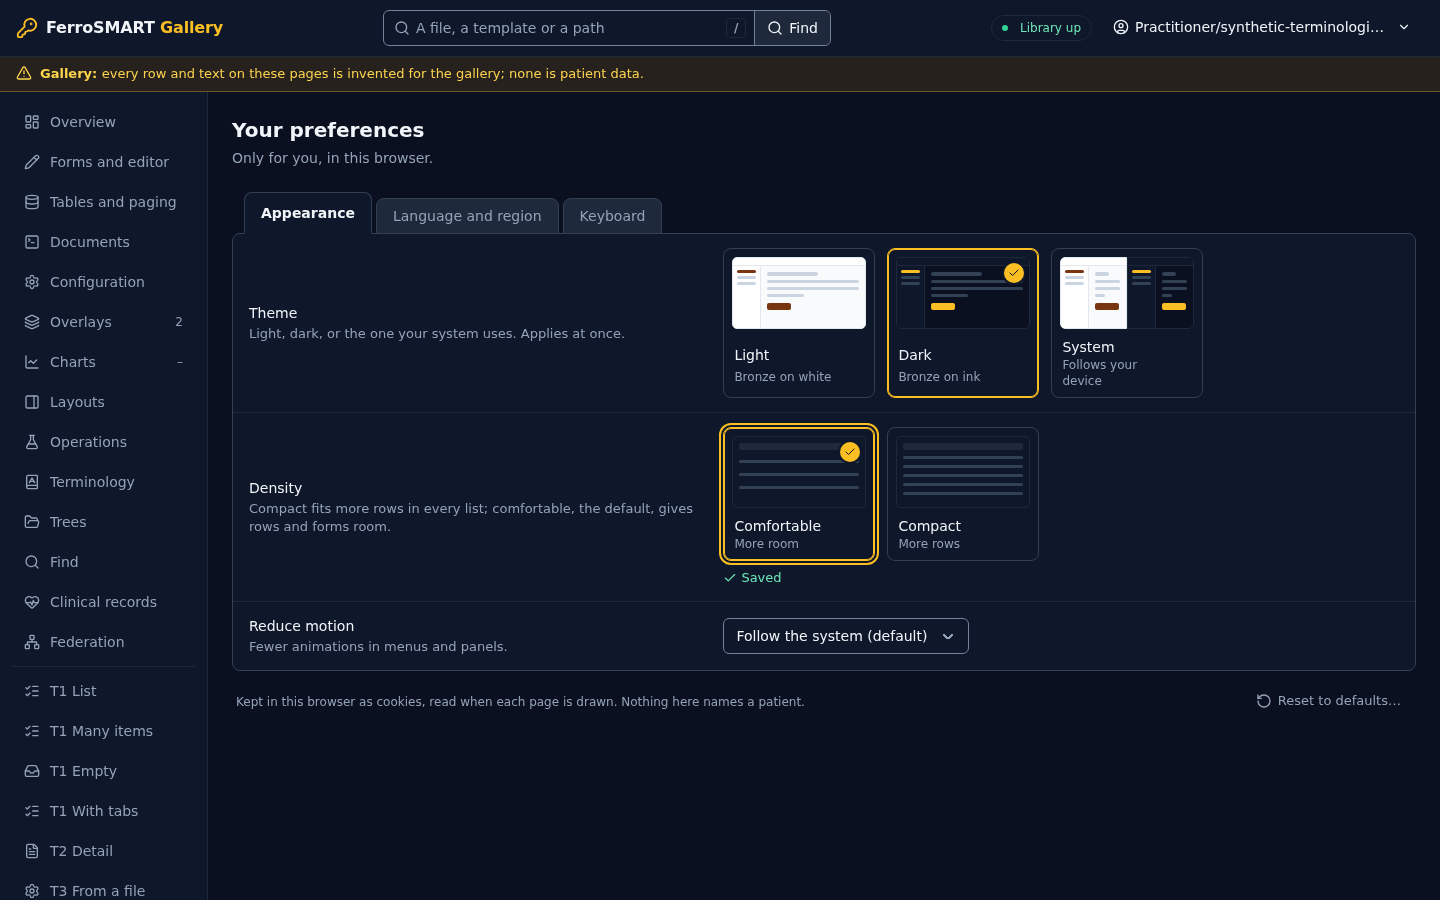 FerroSMART Gallery
A file, a template or a path
/
Find
Library up
Practitioner/synthetic-terminologi...
Gallery: every row and text on these pages is invented for the gallery; none is patient data.
Overview
Forms and editor
Tables and paging
Documents
Configuration
Overlays 2
Charts –
Layouts
Operations
Terminology
Trees
Find
Clinical records
Federation
T1 List
T1 Many items
T1 Empty
T1 With tabs
T2 Detail
T3 From a file
Your preferences
Only for you, in this browser.
Appearance
Language and region
Keyboard
Theme
Light, dark, or the one your system uses. Applies at once.
Light
Bronze on white
Dark
Bronze on ink
System
Follows your
device
Density
Compact fits more rows in every list; comfortable, the default, gives
rows and forms room.
Comfortable
More room
Compact
More rows
Saved
Reduce motion
Fewer animations in menus and panels.
Follow the system (default)
Kept in this browser as cookies, read when each page is drawn. Nothing here names a patient.
Reset to defaults...